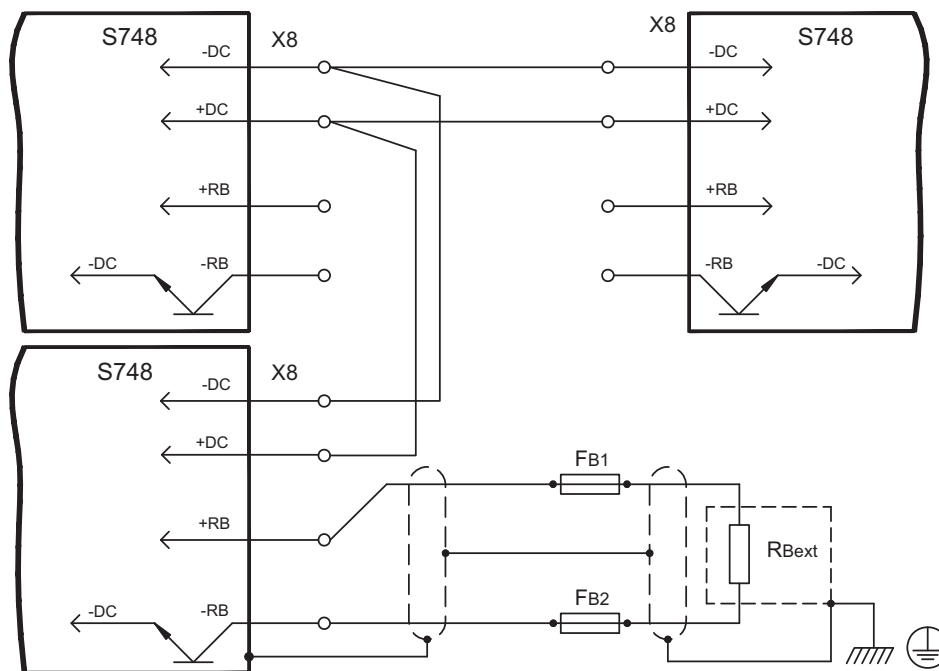 S748 X8
-DC
+DC
+RB
-DC -RB
X8 S748
-DC
+DC
+RB
-RB -DC
S748 X8
-DC
+DC
+RB
-DC -RB
FB1
RBext
FB2